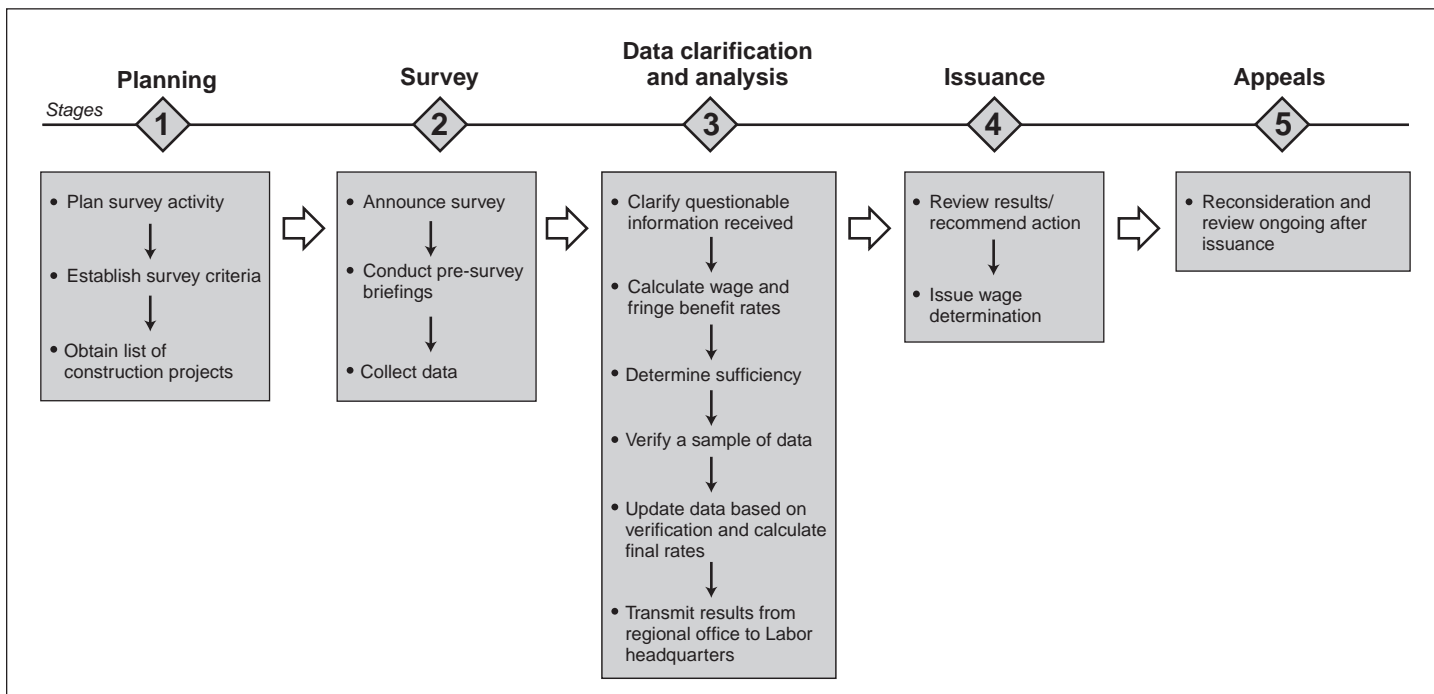 Planning
Survey
Data clarification
and analysis
Issuance
Appeals
Stages
1
2
3
4
5
• Plan survey activity
• Establish survey criteria
• Obtain list of
construction projects
• Announce survey
• Conduct pre-survey
briefings
• Collect data
• Clarify questionable
information received
• Calculate wage and
fringe benefit rates
• Determine sufficiency
• Verify a sample of data
• Update data based on
verification and calculate
final rates
• Transmit results from
regional office to Labor
headquarters
• Review results/
recommend action
• Issue wage
determination
• Reconsideration and
review ongoing after
issuance